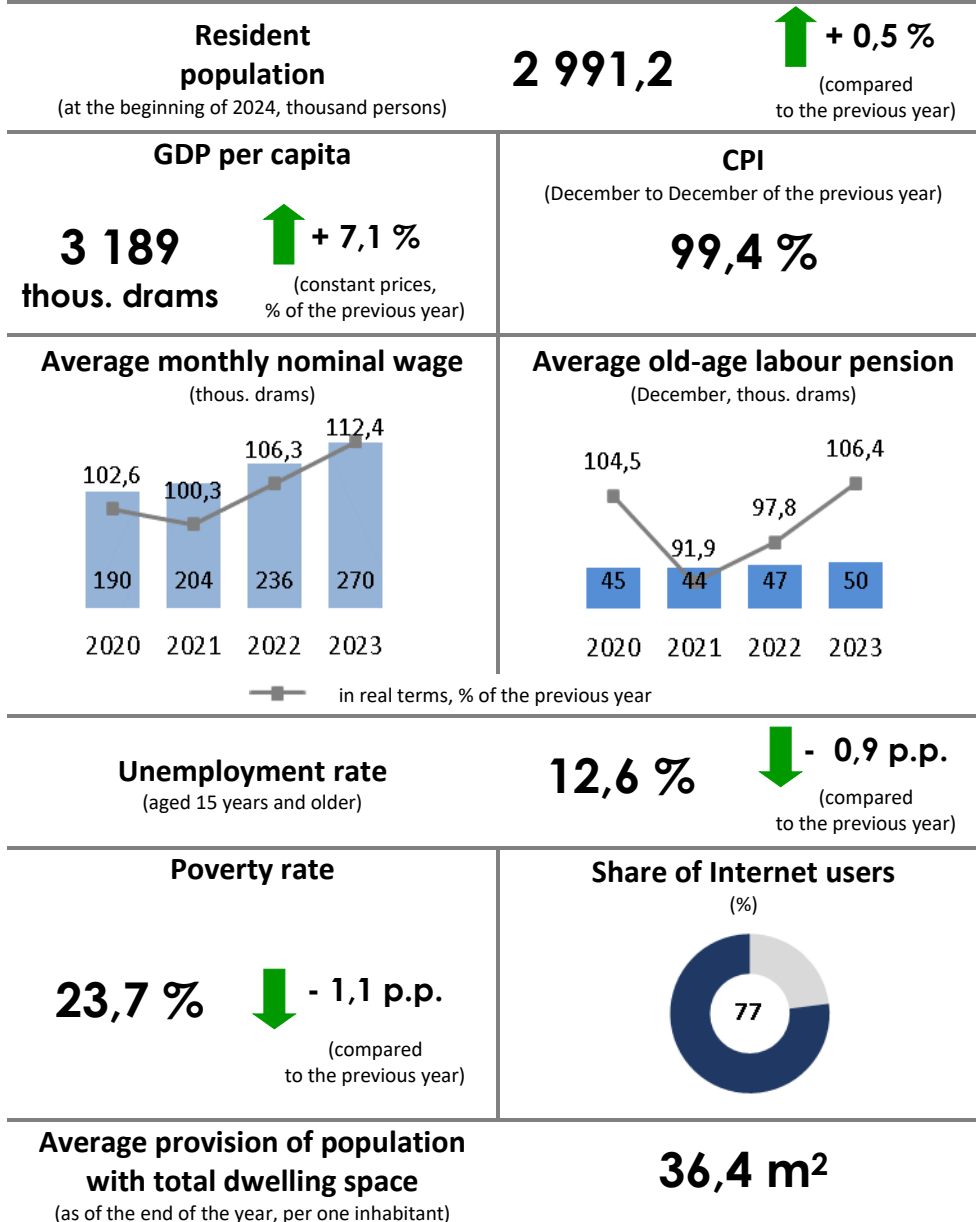 Resident
population
(at the beginning of 2024, thousand persons)
2 991,2
+ 0,5 %
(compared
to the previous year)
GDP per capita
3 189
thous. drams
+ 7,1 %
(constant prices,
% of the previous year)
CPI
(December to December of the previous year)
99,4 %
Average monthly nominal wage
(thous. drams)
102,6
100,3
106,3
112,4
190
204
236
270
2020
2021
2022
2023
Average old-age labour pension
(December, thous. drams)
104,5
91,9
97,8
106,4
45
44
47
50
2020
2021
2022
2023
in real terms, % of the previous year
Unemployment rate
(aged 15 years and older)
12,6 %
- 0,9 p.p.
(compared
to the previous year)
Poverty rate
23,7 %
- 1,1 p.p.
(compared
to the previous year)
Share of Internet users
(%)
77
Average provision of population
with total dwelling space
(as of the end of the year, per one inhabitant)
36,4 m²